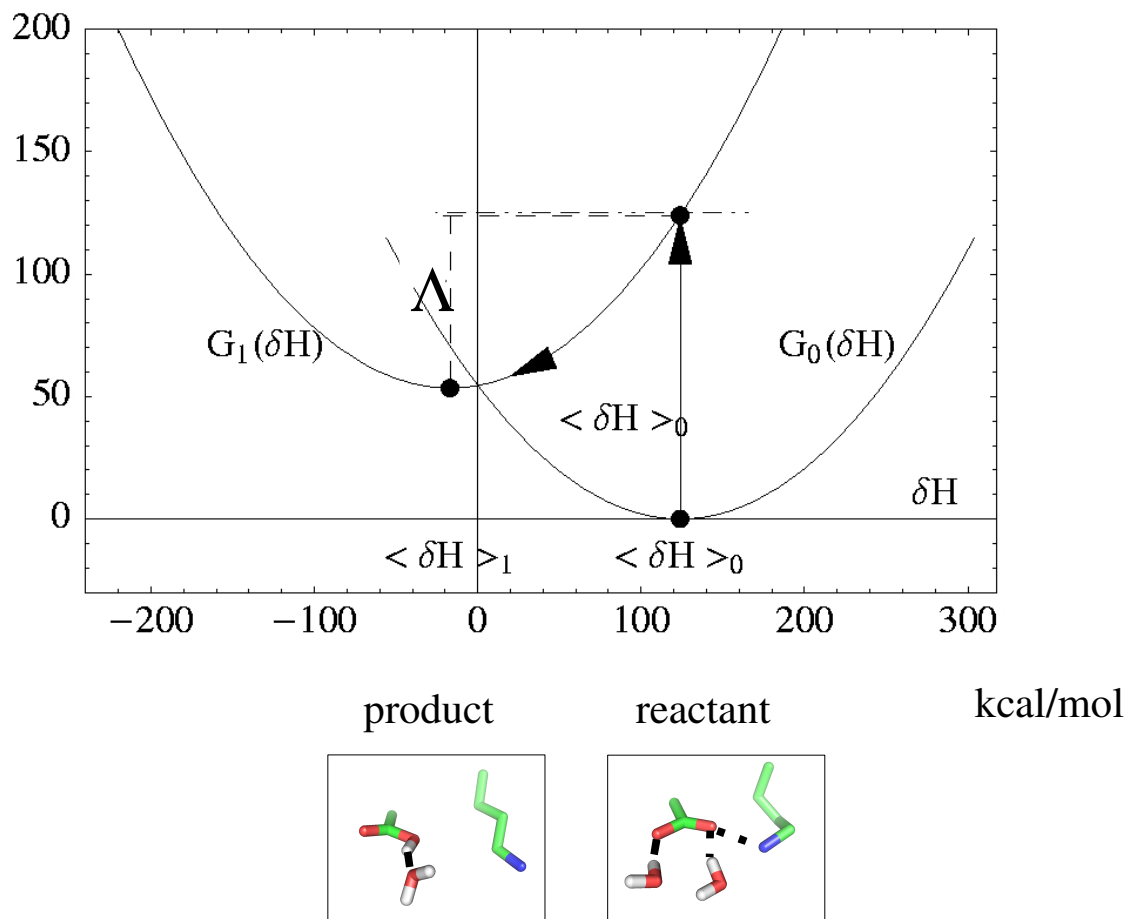 200
150
100
50
0
Λ
G₁(δH)
G₀(δH)
< δH >₀
δH
< δH >₁ < δH >₀
−200 −100 0 100 200 300
product reactant kcal/mol